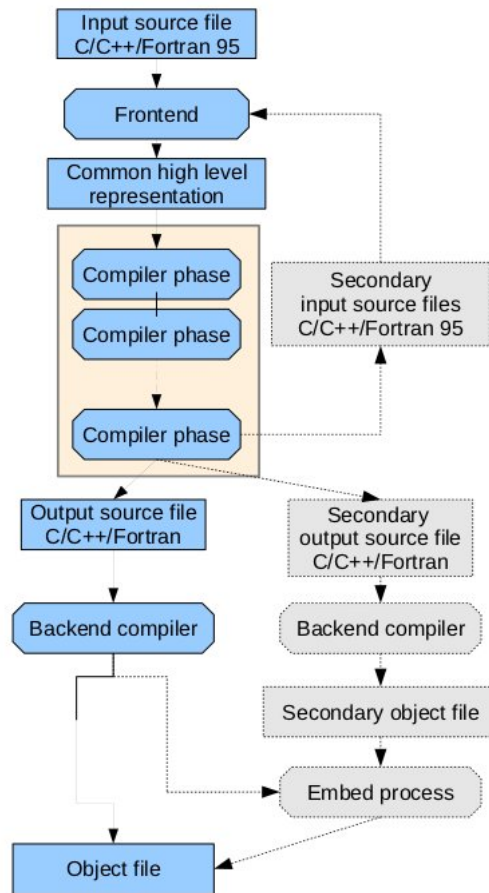 Input source file
C/C++/Fortran 95
Frontend
Common high level
representation
Compiler phase
Compiler phase
Compiler phase
Secondary
input source files
C/C++/Fortran 95
Output source file
C/C++/Fortran
Secondary
output source file
C/C++/Fortran
Backend compiler
Backend compiler
Secondary object file
Embed process
Object file